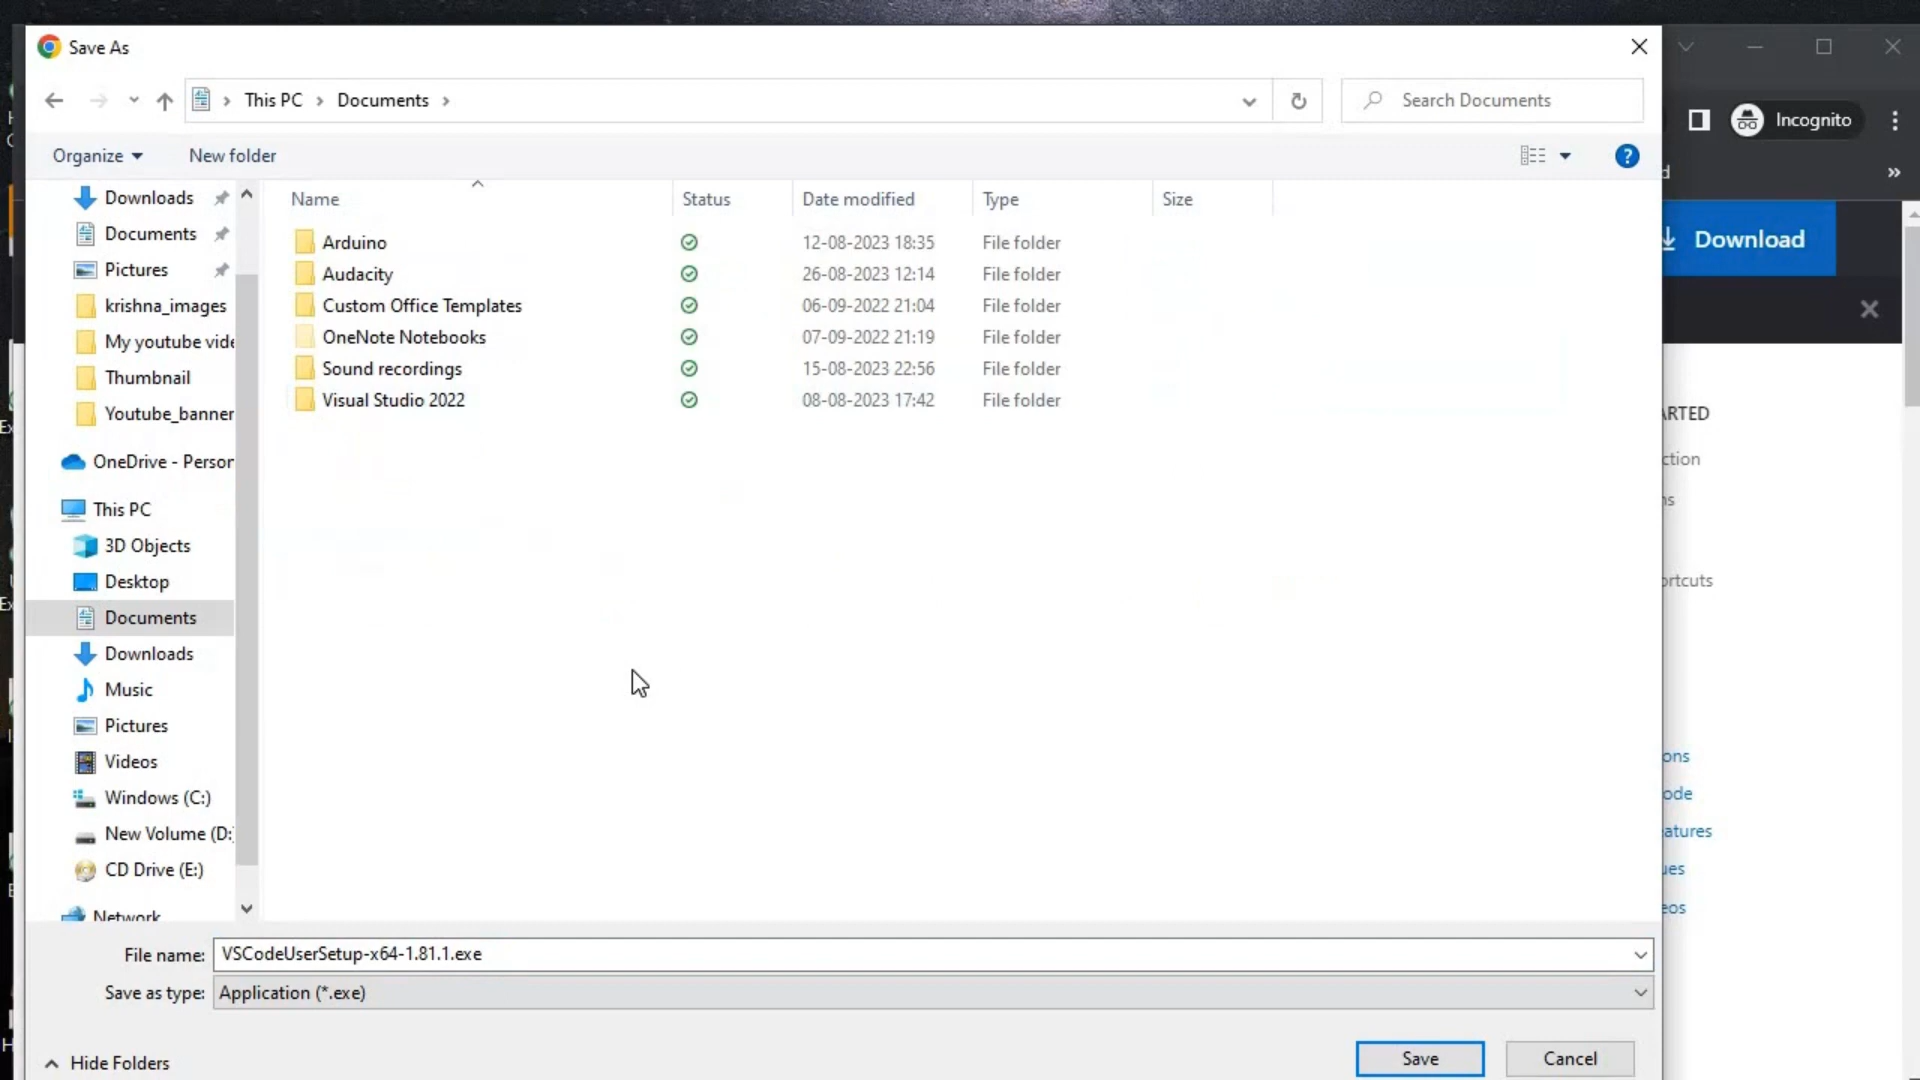 Save As
This PC > Documents >
Search Documents
Incognito
Organize
New folder
?
Name Status Date modified Type Size
Downloads
Documents
Pictures
krishna_images
My youtube vide
Thumbnail
Youtube_banner
OneDrive - Person
This PC
3D Objects
Desktop
Documents
Downloads
Music
Pictures
Videos
Windows (C:)
New Volume (D:
CD Drive (E:)
Network
Arduino 12-08-2023 18:35 File folder
Audacity 26-08-2023 12:14 File folder
Custom Office Templates 06-09-2022 21:04 File folder
OneNote Notebooks 07-09-2022 21:19 File folder
Sound recordings 15-08-2023 22:56 File folder
Visual Studio 2022 08-08-2023 17:42 File folder
Download
ARTED
ction
ns
ortcuts
ons
ode
atures
ues
eos
File name: VSCodeUserSetup-x64-1.81.1.exe
Save as type: Application (*.exe)
Hide Folders
Save
Cancel